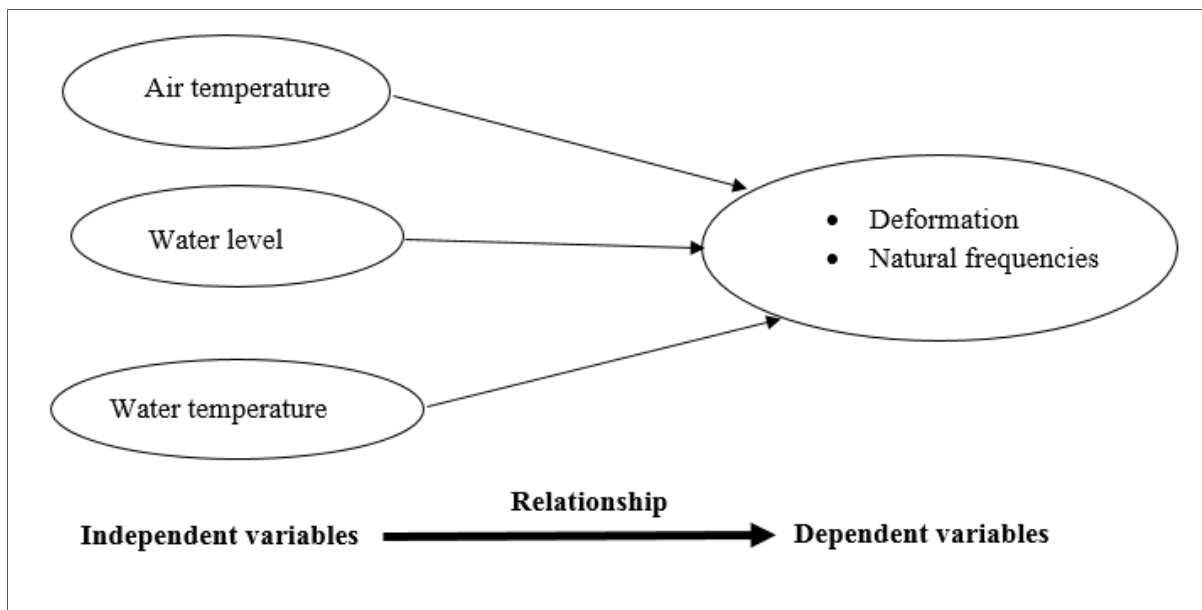 Air temperature
Water level
Water temperature
• Deformation
• Natural frequencies
Relationship
Independent variables
Dependent variables